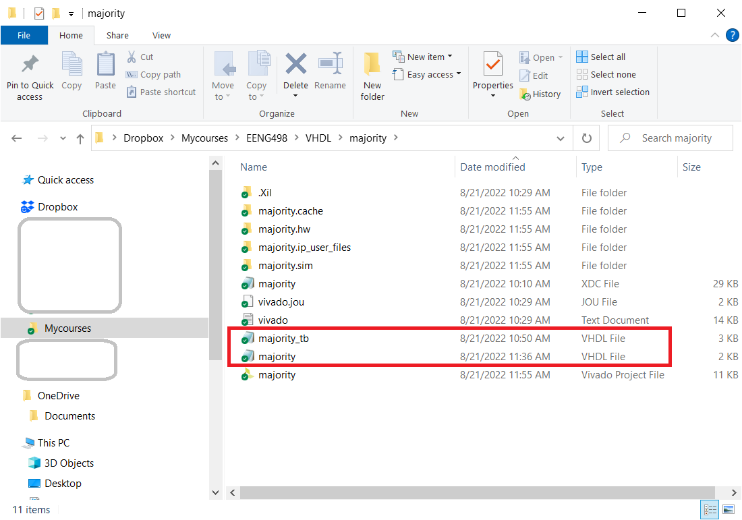 majority
File Home Share View
Pin to Quick access
Copy
Paste
Cut
Copy path
Paste shortcut
Clipboard
Move to
Copy to
Delete
Rename
Organize
New folder
New item
Easy access
New
Properties
Open
Edit
History
Open
Select all
Select none
Invert selection
Select
Dropbox > Mycourses > EENG498 > VHDL > majority >
Search majority
Quick access
Dropbox
Mycourses
OneDrive
Documents
This PC
3D Objects
Desktop
Name Date modified Type Size
.Xil 8/21/2022 10:29 AM File folder
majority.cache 8/21/2022 11:55 AM File folder
majority.hw 8/21/2022 11:55 AM File folder
majority.ip_user_files 8/21/2022 11:55 AM File folder
majority.sim 8/21/2022 11:55 AM File folder
majority 8/21/2022 10:10 AM XDC File 29 KB
vivado.jou 8/21/2022 10:29 AM JOU File 2 KB
vivado 8/21/2022 10:29 AM Text Document 14 KB
majority_tb 8/21/2022 10:50 AM VHDL File 3 KB
majority 8/21/2022 11:36 AM VHDL File 2 KB
majority 8/21/2022 11:55 AM Vivado Project File 11 KB
11 items